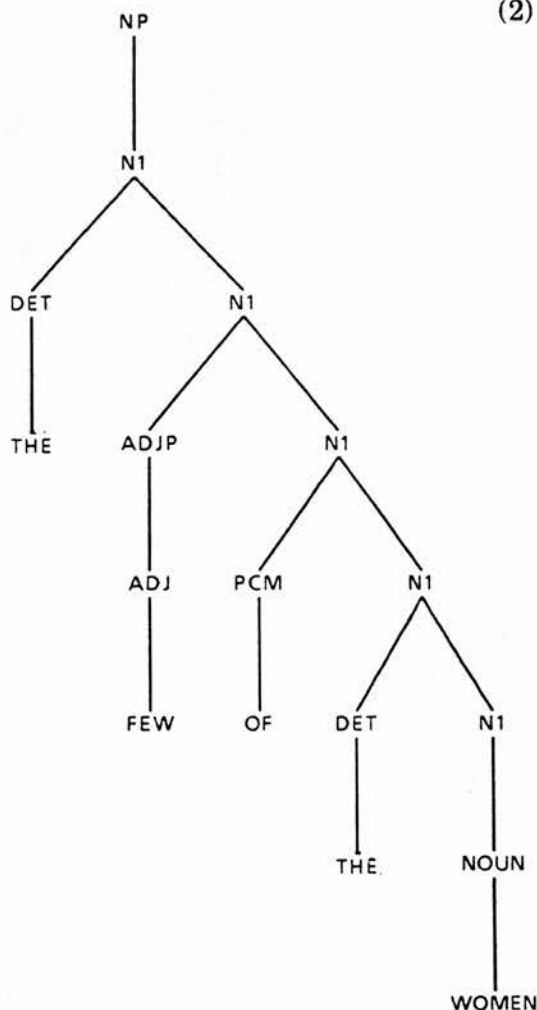 (2)
NP
N1
DET N1
THE ADJP N1
ADJ PCM N1
FEW OF DET N1
THE. NOUN
WOMEN